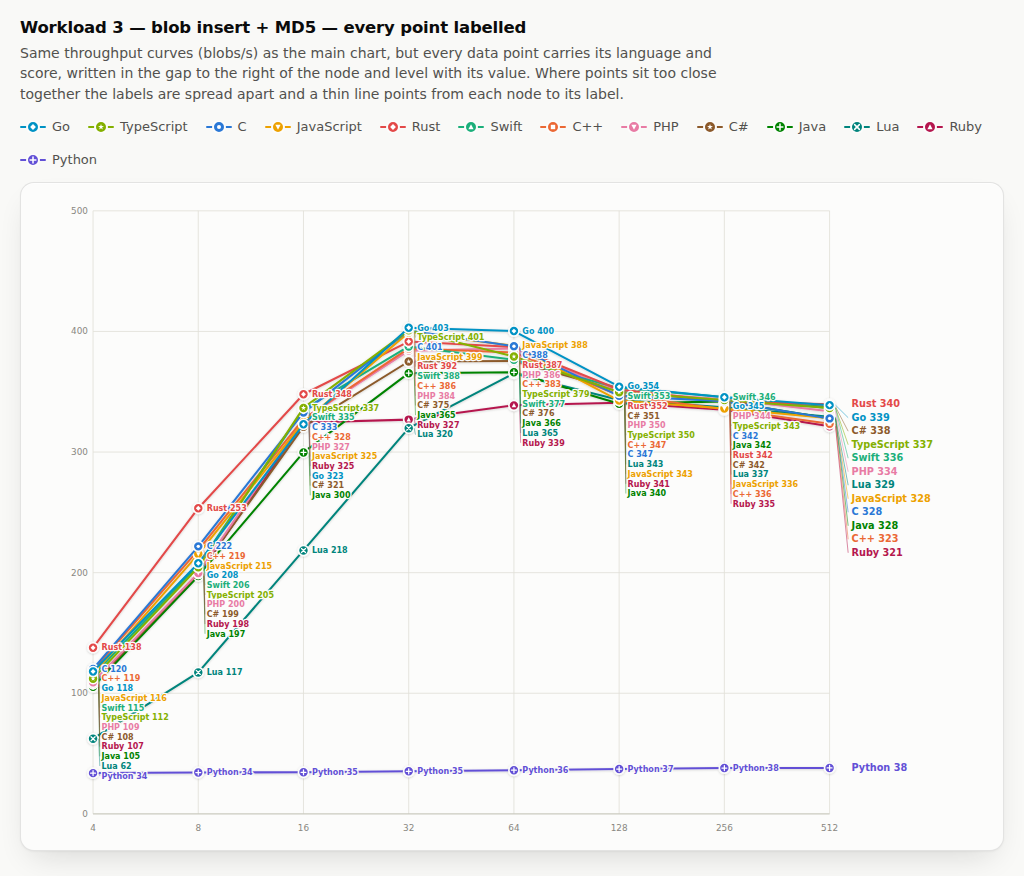 Workload 3 — blob insert + MD5 — every point labelled
Same throughput curves (blobs/s) as the main chart, but every data point carries its language and
score, written in the gap to the right of the node and level with its value. Where points sit too close
together the labels are spread apart and a thin line points from each node to its label.
Go TypeScript C JavaScript Rust Swift C++ PHP C# Java Lua Ruby
Python
500
400
300
200
100
0
4 8 16 32 64 128 256 512
Rust 138
C 120
C++ 119
Go 118
JavaScript 116
Swift 115
TypeScript 112
PHP 109
C# 108
Ruby 107
Java 105
Lua 62
Python 34
Rust 253
C 222
C++ 219
JavaScript 215
Go 208
Swift 206
TypeScript 205
PHP 200
C# 199
Ruby 198
Java 197
Lua 117
Python 34
Rust 348
TypeScript 337
Swift 335
C 333
C++ 328
PHP 327
JavaScript 325
Ruby 325
Go 323
C# 321
Java 300
Lua 218
Python 35
Go 403
TypeScript 401
C 401
JavaScript 399
Rust 392
Swift 388
C++ 386
PHP 384
C# 375
Java 365
Ruby 327
Lua 320
Python 35
Go 400
JavaScript 388
C 388
Rust 387
PHP 386
C++ 383
TypeScript 379
Swift 377
C# 376
Java 366
Lua 365
Ruby 339
Python 36
Go 354
Swift 353
Rust 352
C# 351
PHP 350
TypeScript 350
C++ 347
C 347
Lua 343
JavaScript 343
Ruby 341
Java 340
Python 37
Swift 346
Go 345
PHP 344
TypeScript 343
C 342
Java 342
Rust 342
C# 342
Lua 337
JavaScript 336
C++ 336
Ruby 335
Python 38
Rust 340
Go 339
C# 338
TypeScript 337
Swift 336
PHP 334
Lua 329
JavaScript 328
C 328
Java 328
C++ 323
Ruby 321
Python 38